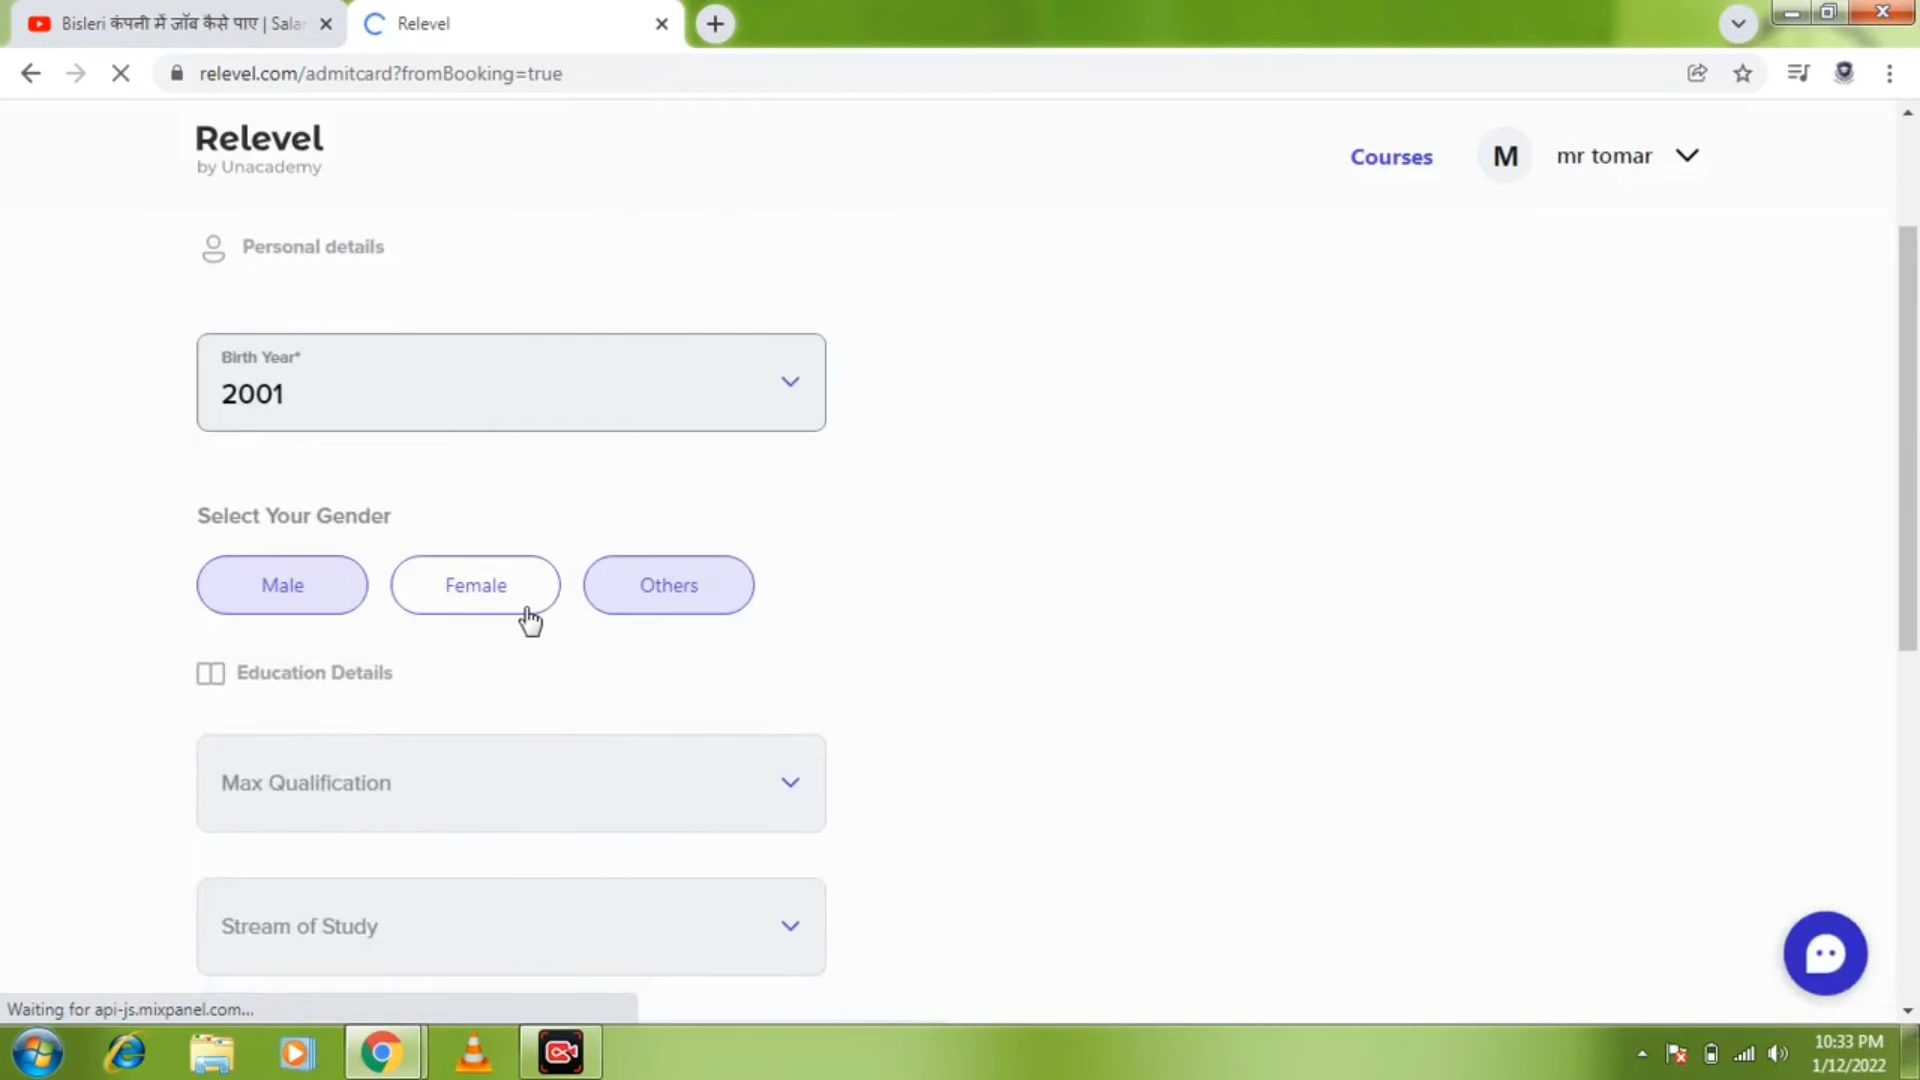 Bisleri कंपनी में जॉब कैसे पाए | Salar
Relevel
relevel.com/admitcard?fromBooking=true
Relevel
by Unacademy
Courses
M
mr tomar
Personal details
Birth Year*
2001
Select Your Gender
Male
Female
Others
Education Details
Max Qualification
Stream of Study
Waiting for api-js.mixpanel.com...
10:33 PM
1/12/2022